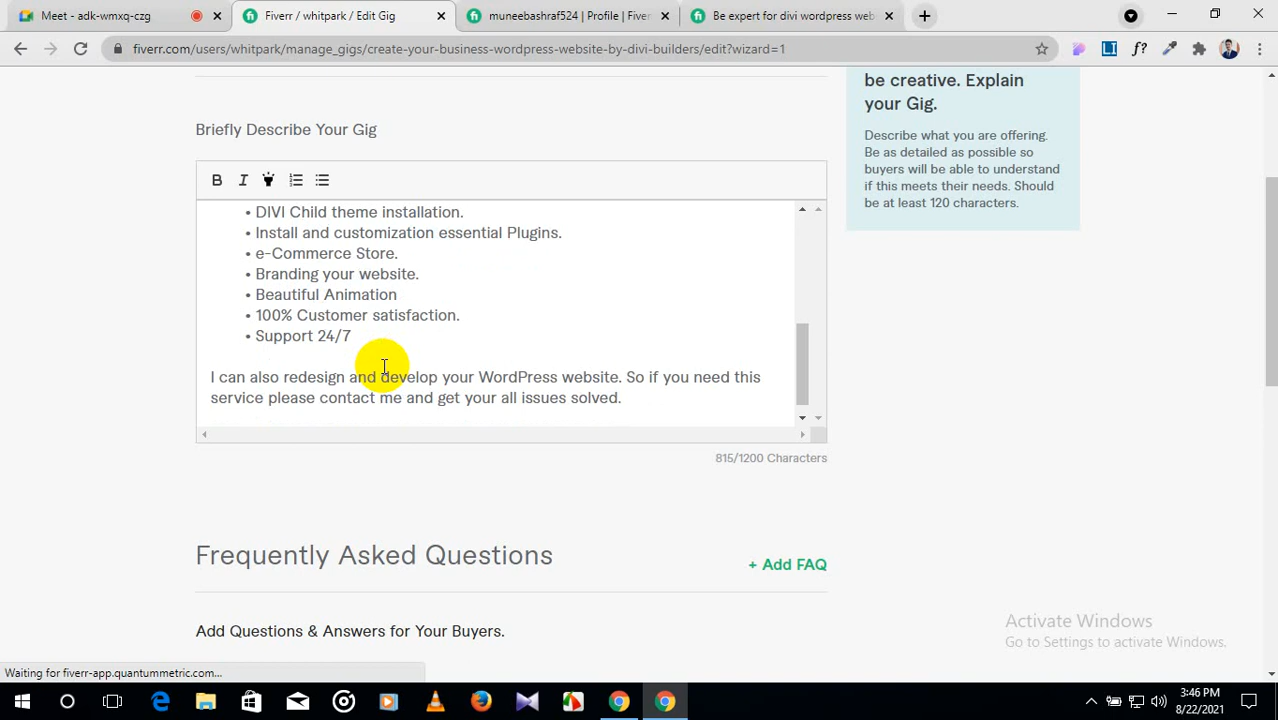 Meet - adk-wmxq-czg
Fiverr / whitpark / Edit Gig
muneebashraf524 | Profile | Fiver
Be expert for divi wordpress web
fiverr.com/users/whitpark/manage_gigs/create-your-business-wordpress-website-by-divi-builders/edit?wizard=1
be creative. Explain
your Gig.
Describe what you are offering.
Be as detailed as possible so
buyers will be able to understand
if this meets their needs. Should
be at least 120 characters.
Briefly Describe Your Gig
B I
• DIVI Child theme installation.
• Install and customization essential Plugins.
• e-Commerce Store.
• Branding your website.
• Beautiful Animation
• 100% Customer satisfaction.
• Support 24/7
I can also redesign and develop your WordPress website. So if you need this
service please contact me and get your all issues solved.
815/1200 Characters
Frequently Asked Questions
+ Add FAQ
Add Questions & Answers for Your Buyers.
Activate Windows
Go to Settings to activate Windows.
Waiting for fiverr-app.quantummetric.com...
3:46 PM
8/22/2021